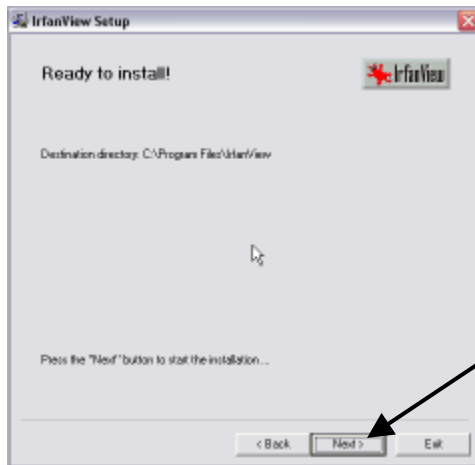 IrfanView Setup
Ready to install!
IrfanView
Destination directory: C:\Program Files\IrfanView
Press the "Next" button to start the installation...
< Back
Next >
Exit